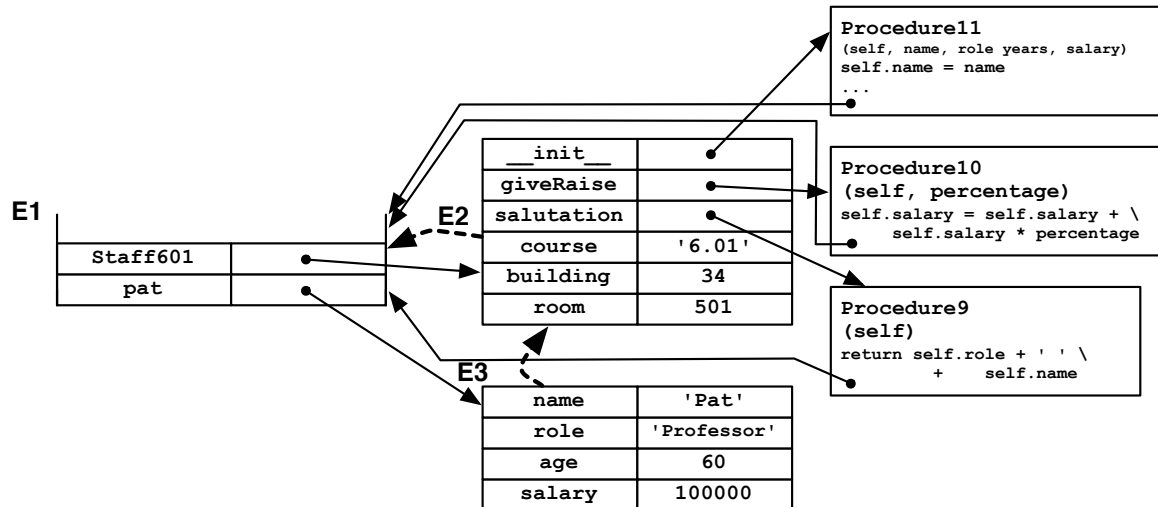 Procedure11
(self, name, role years, salary)
self.name = name
...
__init__
giveRaise
salutation
course '6.01'
building 34
room 501
Procedure10
(self, percentage)
self.salary = self.salary + \
self.salary * percentage
E1
E2
Staff601
pat
Procedure9
(self)
return self.role + ' ' \
+ self.name
E3
name 'Pat'
role 'Professor'
age 60
salary 100000